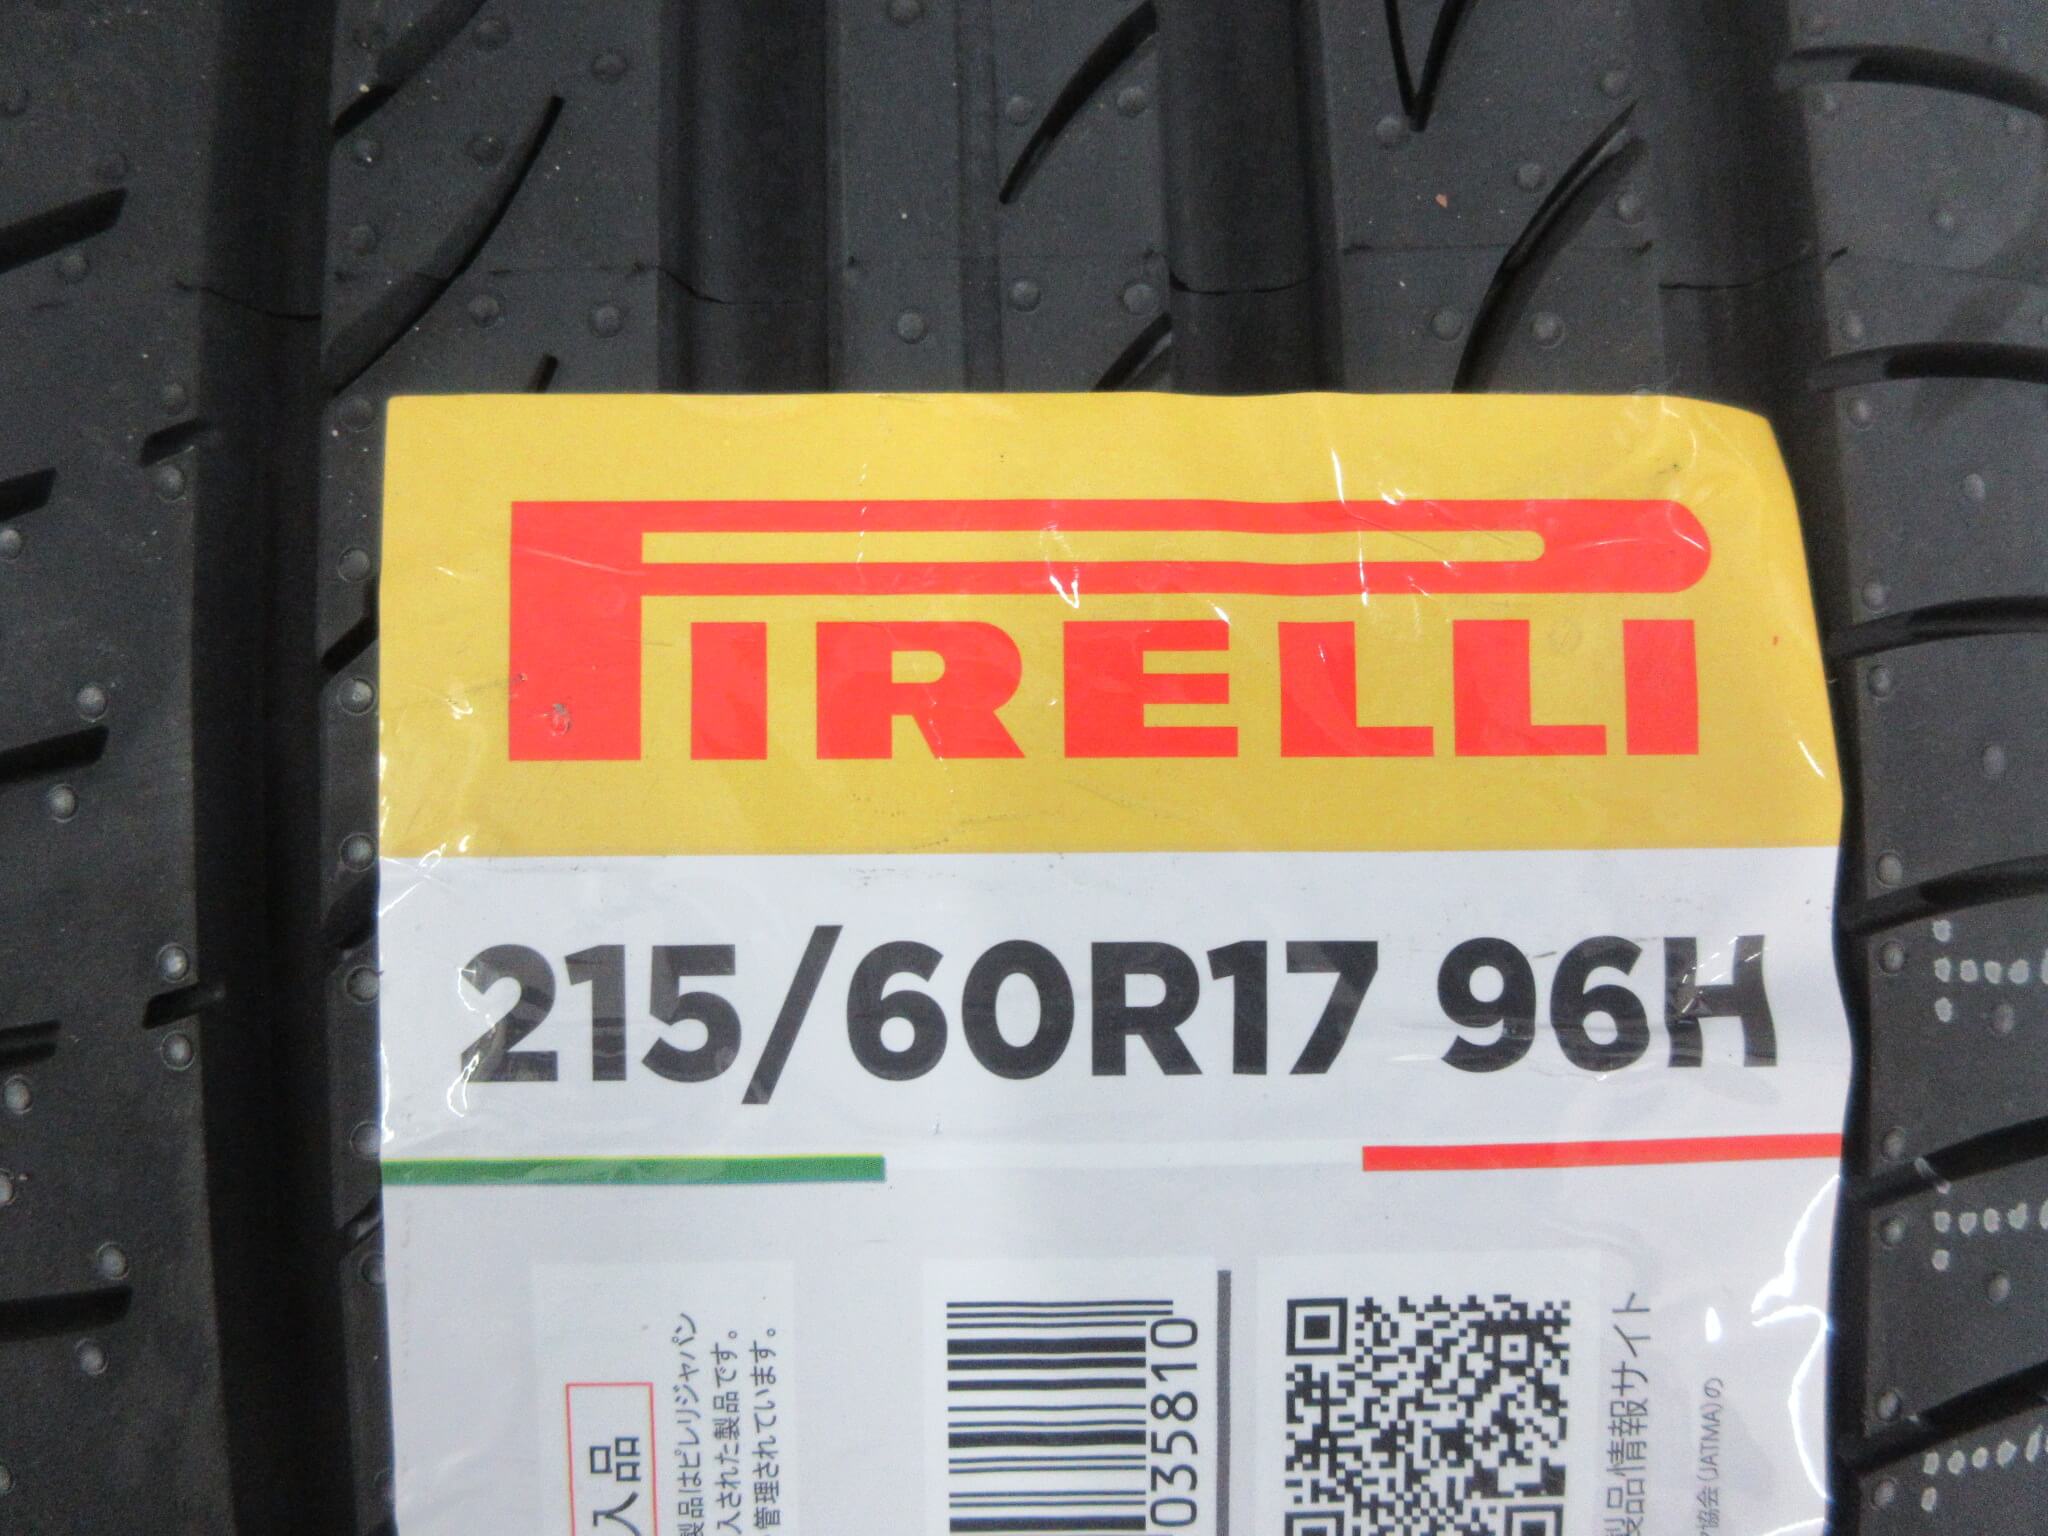 PIRELLI
215/60R17 96H
入品
製品はピレリジャパン
入された製品です。
管理されています。
035810
製品情報サイト
協会(JATMA)の